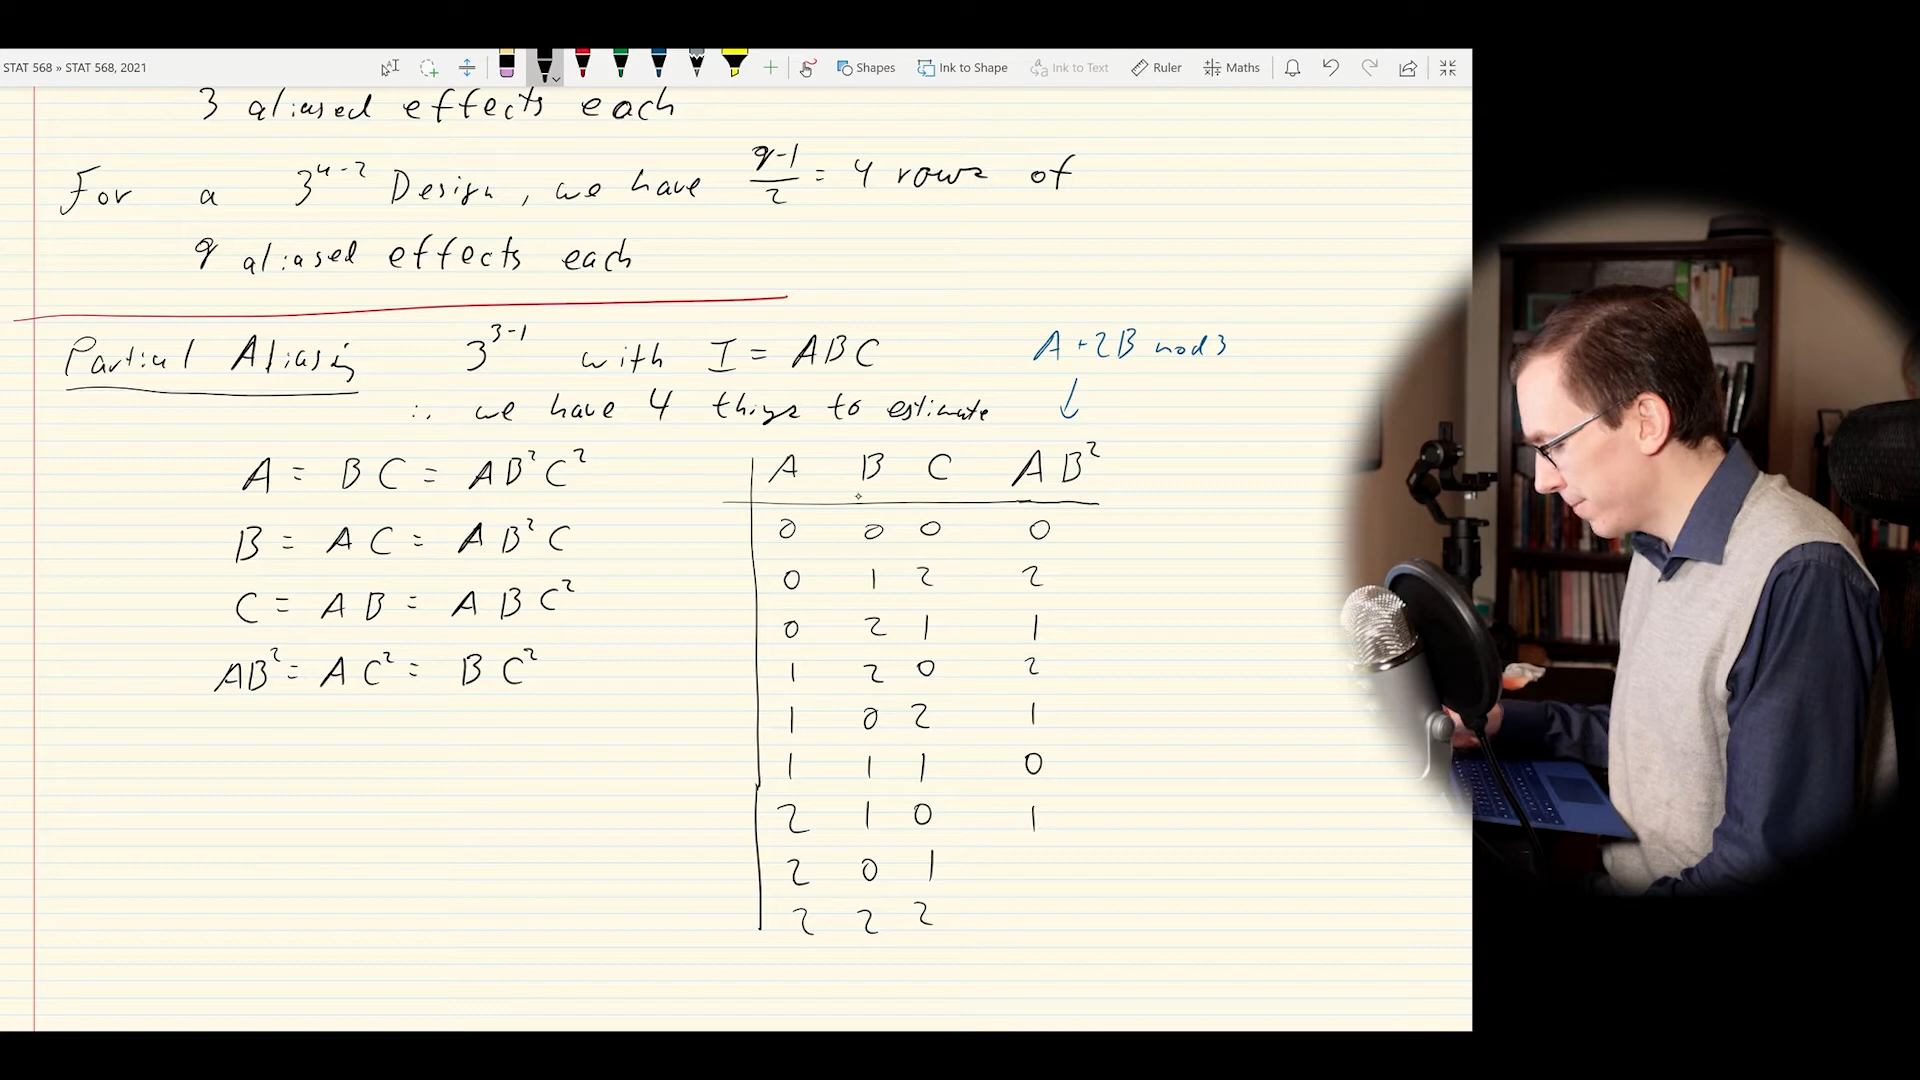 STAT 568 » STAT 568, 2021
Shapes Ink to Shape Ink to Text Ruler Maths
3 aliased effects each
For a 3^{4-2} Design, we have \frac{9-1}{2} = 4 rows of
9 aliased effects each
Partial Aliasing 3^{3-1} with I = ABC A+2B mod 3
∴ we have 4 things to estimate ↓
A = BC = AB²C²
B = AC = AB²C
C = AB = ABC²
AB² = AC² = BC²
A B C AB²
0 0 0 0
0 1 2 2
0 2 1 1
1 2 0 2
1 0 2 1
1 1 1 0
2 1 0 1
2 0 1
2 2 2